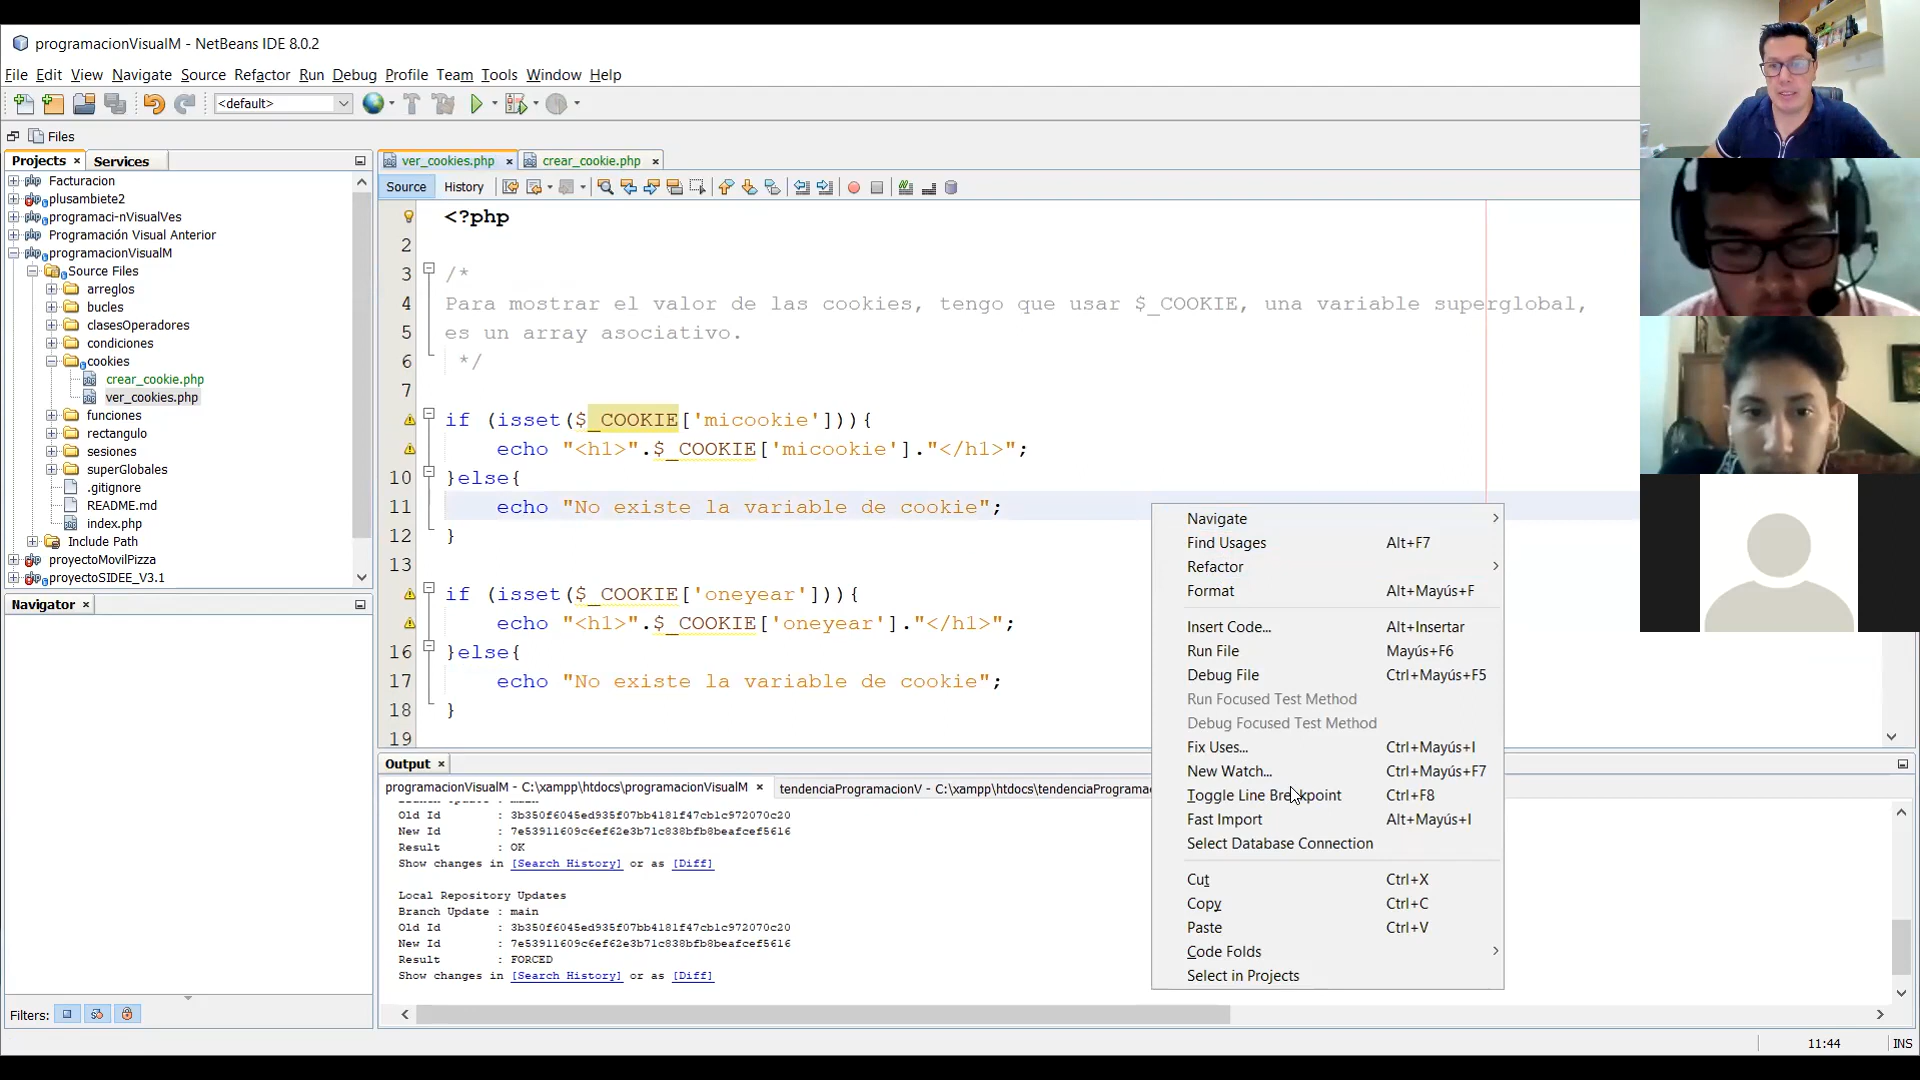 programacionVisualM - NetBeans IDE 8.0.2
File Edit View Navigate Source Refactor Run Debug Profile Team Tools Window Help
<default>
Files
Projects Services
Facturacion
plusambiete2
programaci-nVisualVes
Programación Visual Anterior
programacionVisualM
Source Files
arreglos
bucles
clasesOperadores
condiciones
cookies
crear_cookie.php
ver_cookies.php
funciones
rectangulo
sesiones
superGlobales
.gitignore
README.md
index.php
Include Path
proyectoMovilPizza
proyectoSIDEE_V3.1
Navigator
Filters:
ver_cookies.php crear_cookie.php
Source History
<?php
2
3 /*
4 Para mostrar el valor de las cookies, tengo que usar $_COOKIE, una variable superglobal,
5 es un array asociativo.
6 */
7
if (isset($_COOKIE['micookie'])){
echo "<h1>".$_COOKIE['micookie']."</h1>";
10 }else{
11 echo "No existe la variable de cookie";
12 }
13
if (isset($_COOKIE['oneyear'])){
echo "<h1>".$_COOKIE['oneyear']."</h1>";
16 }else{
17 echo "No existe la variable de cookie";
18 }
19
Navigate
Find Usages Alt+F7
Refactor
Format Alt+Mayús+F
Insert Code... Alt+Insertar
Run File Mayús+F6
Debug File Ctrl+Mayús+F5
Run Focused Test Method
Debug Focused Test Method
Fix Uses... Ctrl+Mayús+I
New Watch... Ctrl+Mayús+F7
Toggle Line Breakpoint Ctrl+F8
Fast Import Alt+Mayús+I
Select Database Connection
Cut Ctrl+X
Copy Ctrl+C
Paste Ctrl+V
Code Folds
Select in Projects
Output
programacionVisualM - C:\xampp\htdocs\programacionVisualM tendenciaProgramacionV - C:\xampp\htdocs\tendenciaPrograma
Branch Update : main
Old Id : 3b350f6045ed935f07bb4181f47cb1c972070c20
New Id : 7e53911609c6ef62e3b71c838bfb8beafcef5616
Result : OK
Show changes in [Search History] or as [Diff]
Local Repository Updates
Branch Update : main
Old Id : 3b350f6045ed935f07bb4181f47cb1c972070c20
New Id : 7e53911609c6ef62e3b71c838bfb8beafcef5616
Result : FORCED
Show changes in [Search History] or as [Diff]
11:44 INS